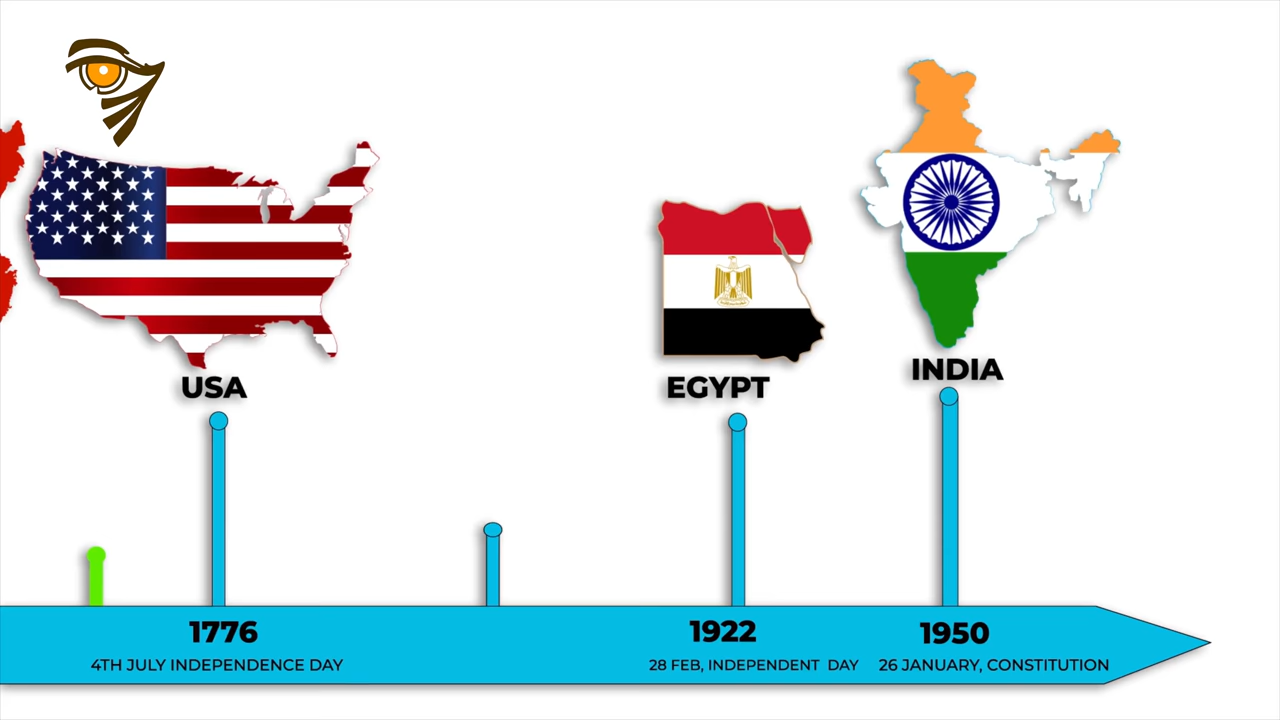 USA
EGYPT
INDIA
1776
1922
1950
4TH JULY INDEPENDENCE DAY
28 FEB, INDEPENDENT DAY
26 JANUARY, CONSTITUTION